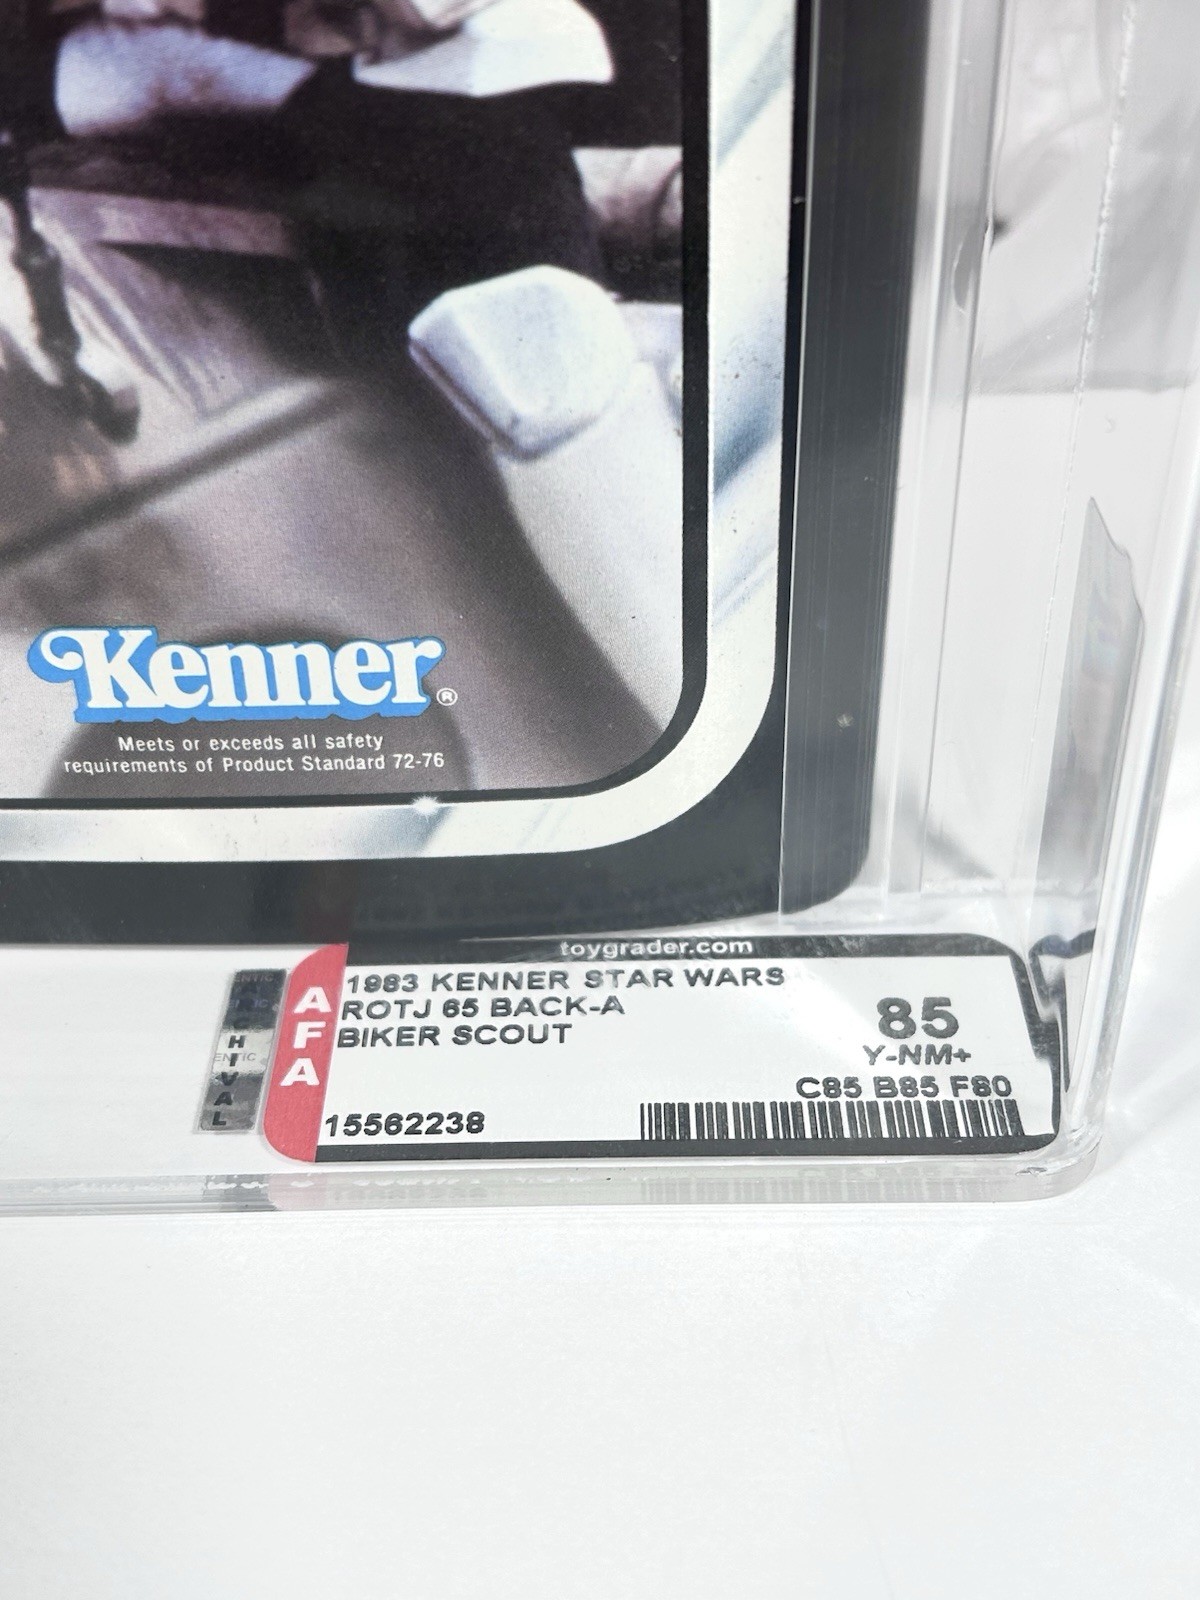 Kenner®
Meets or exceeds all safety
requirements of Product Standard 72-76
toygrader.com
AFA
1983 KENNER STAR WARS
ROTJ 65 BACK-A
BIKER SCOUT
85
Y-NM+
C85 B85 F80
15562238